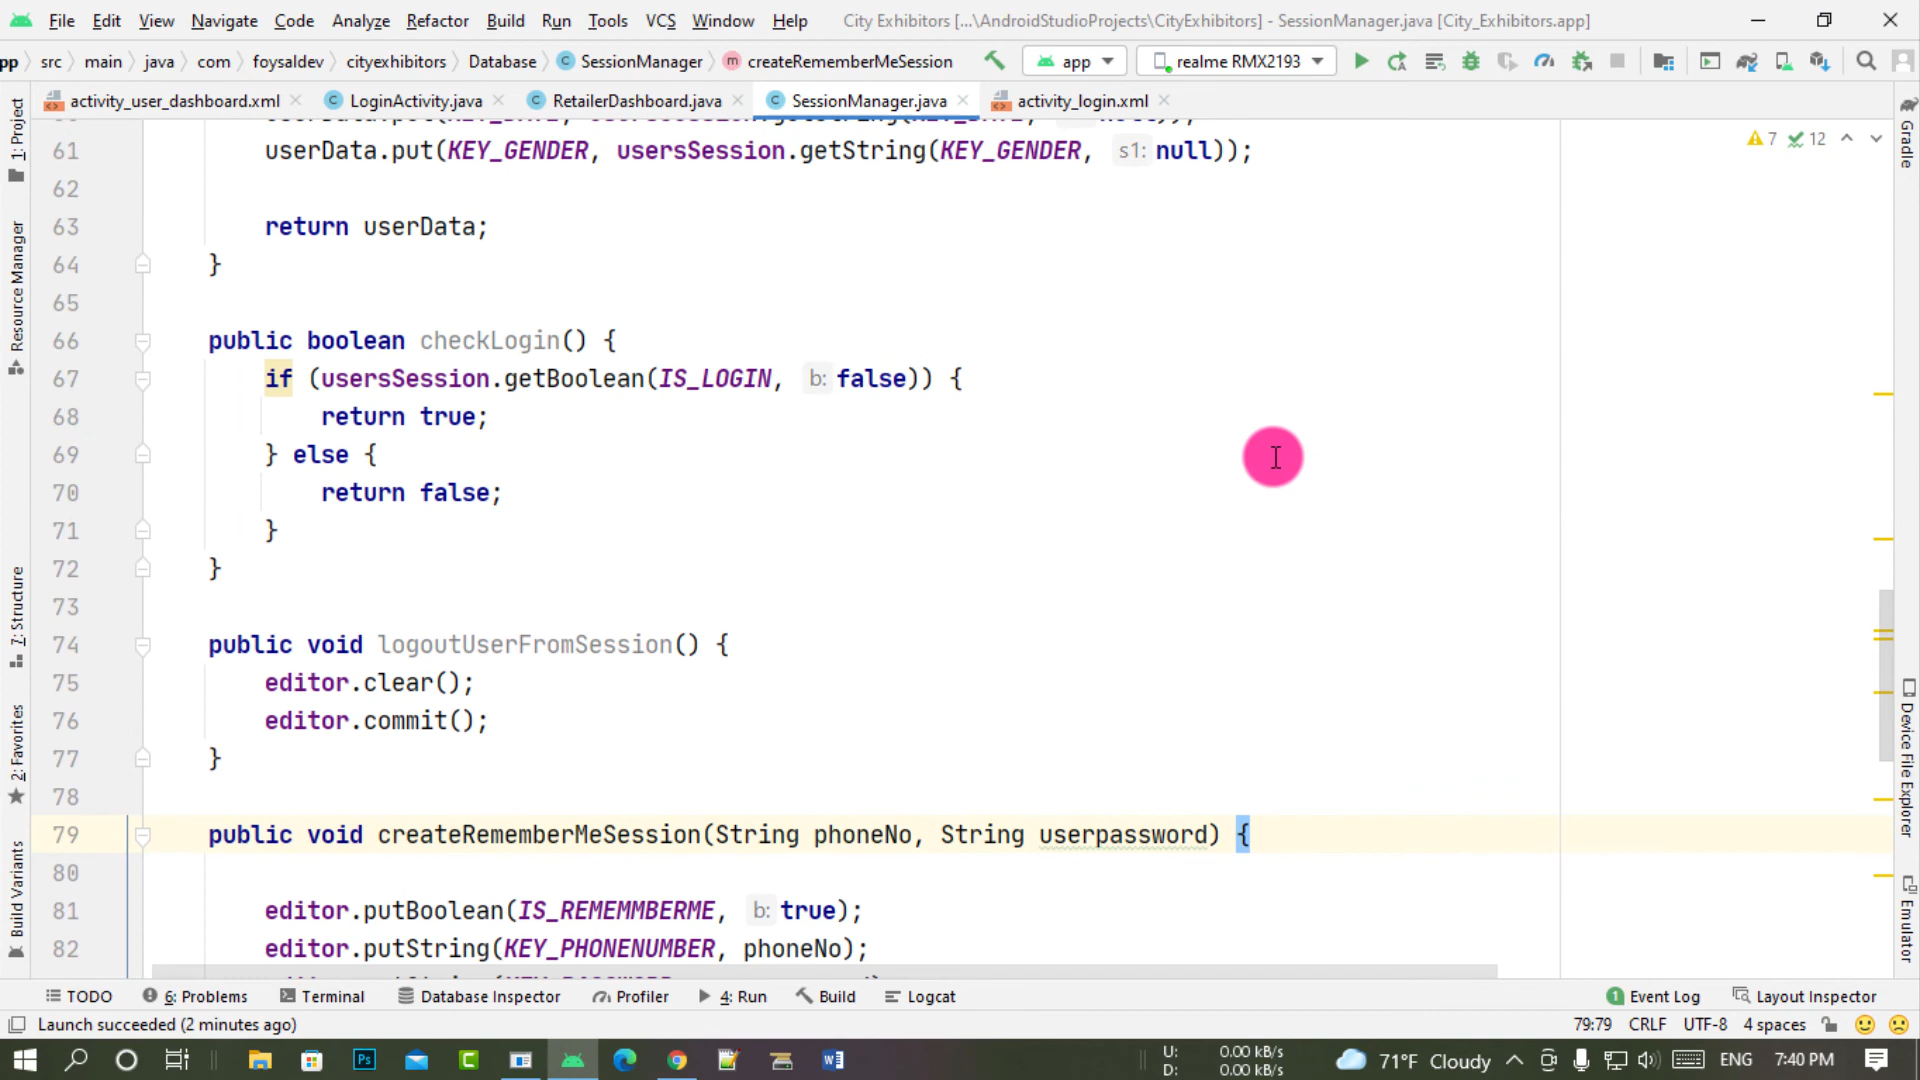 File Edit View Navigate Code Analyze Refactor Build Run Tools VCS Window Help City Exhibitors [...\AndroidStudioProjects\CityExhibitors] - SessionManager.java [City_Exhibitors.app]
pp src main java com foysaldev cityexhibitors Database SessionManager createRememberMeSession app realme RMX2193
activity_user_dashboard.xml LoginActivity.java RetailerDashboard.java SessionManager.java activity_login.xml
61 userData.put(KEY_GENDER, usersSession.getString(KEY_GENDER, s1: null));
7 12
62
63 return userData;
64 }
65
66 public boolean checkLogin() {
67 if (usersSession.getBoolean(IS_LOGIN, b: false)) {
68 return true;
69 } else {
70 return false;
71 }
72 }
73
74 public void logoutUserFromSession() {
75 editor.clear();
76 editor.commit();
77 }
78
79 public void createRememberMeSession(String phoneNo, String userpassword) {
80
81 editor.putBoolean(IS_REMEMMBERME, b: true);
82 editor.putString(KEY_PHONENUMBER, phoneNo);
1: Project
Resource Manager
7: Structure
2: Favorites
Build Variants
Gradle
Device File Explorer
Emulator
TODO 6: Problems Terminal Database Inspector Profiler 4: Run Build Logcat 1 Event Log Layout Inspector
Launch succeeded (2 minutes ago) 79:79 CRLF UTF-8 4 spaces
U: 0.00 kB/s
D: 0.00 kB/s
71°F Cloudy ENG 7:40 PM